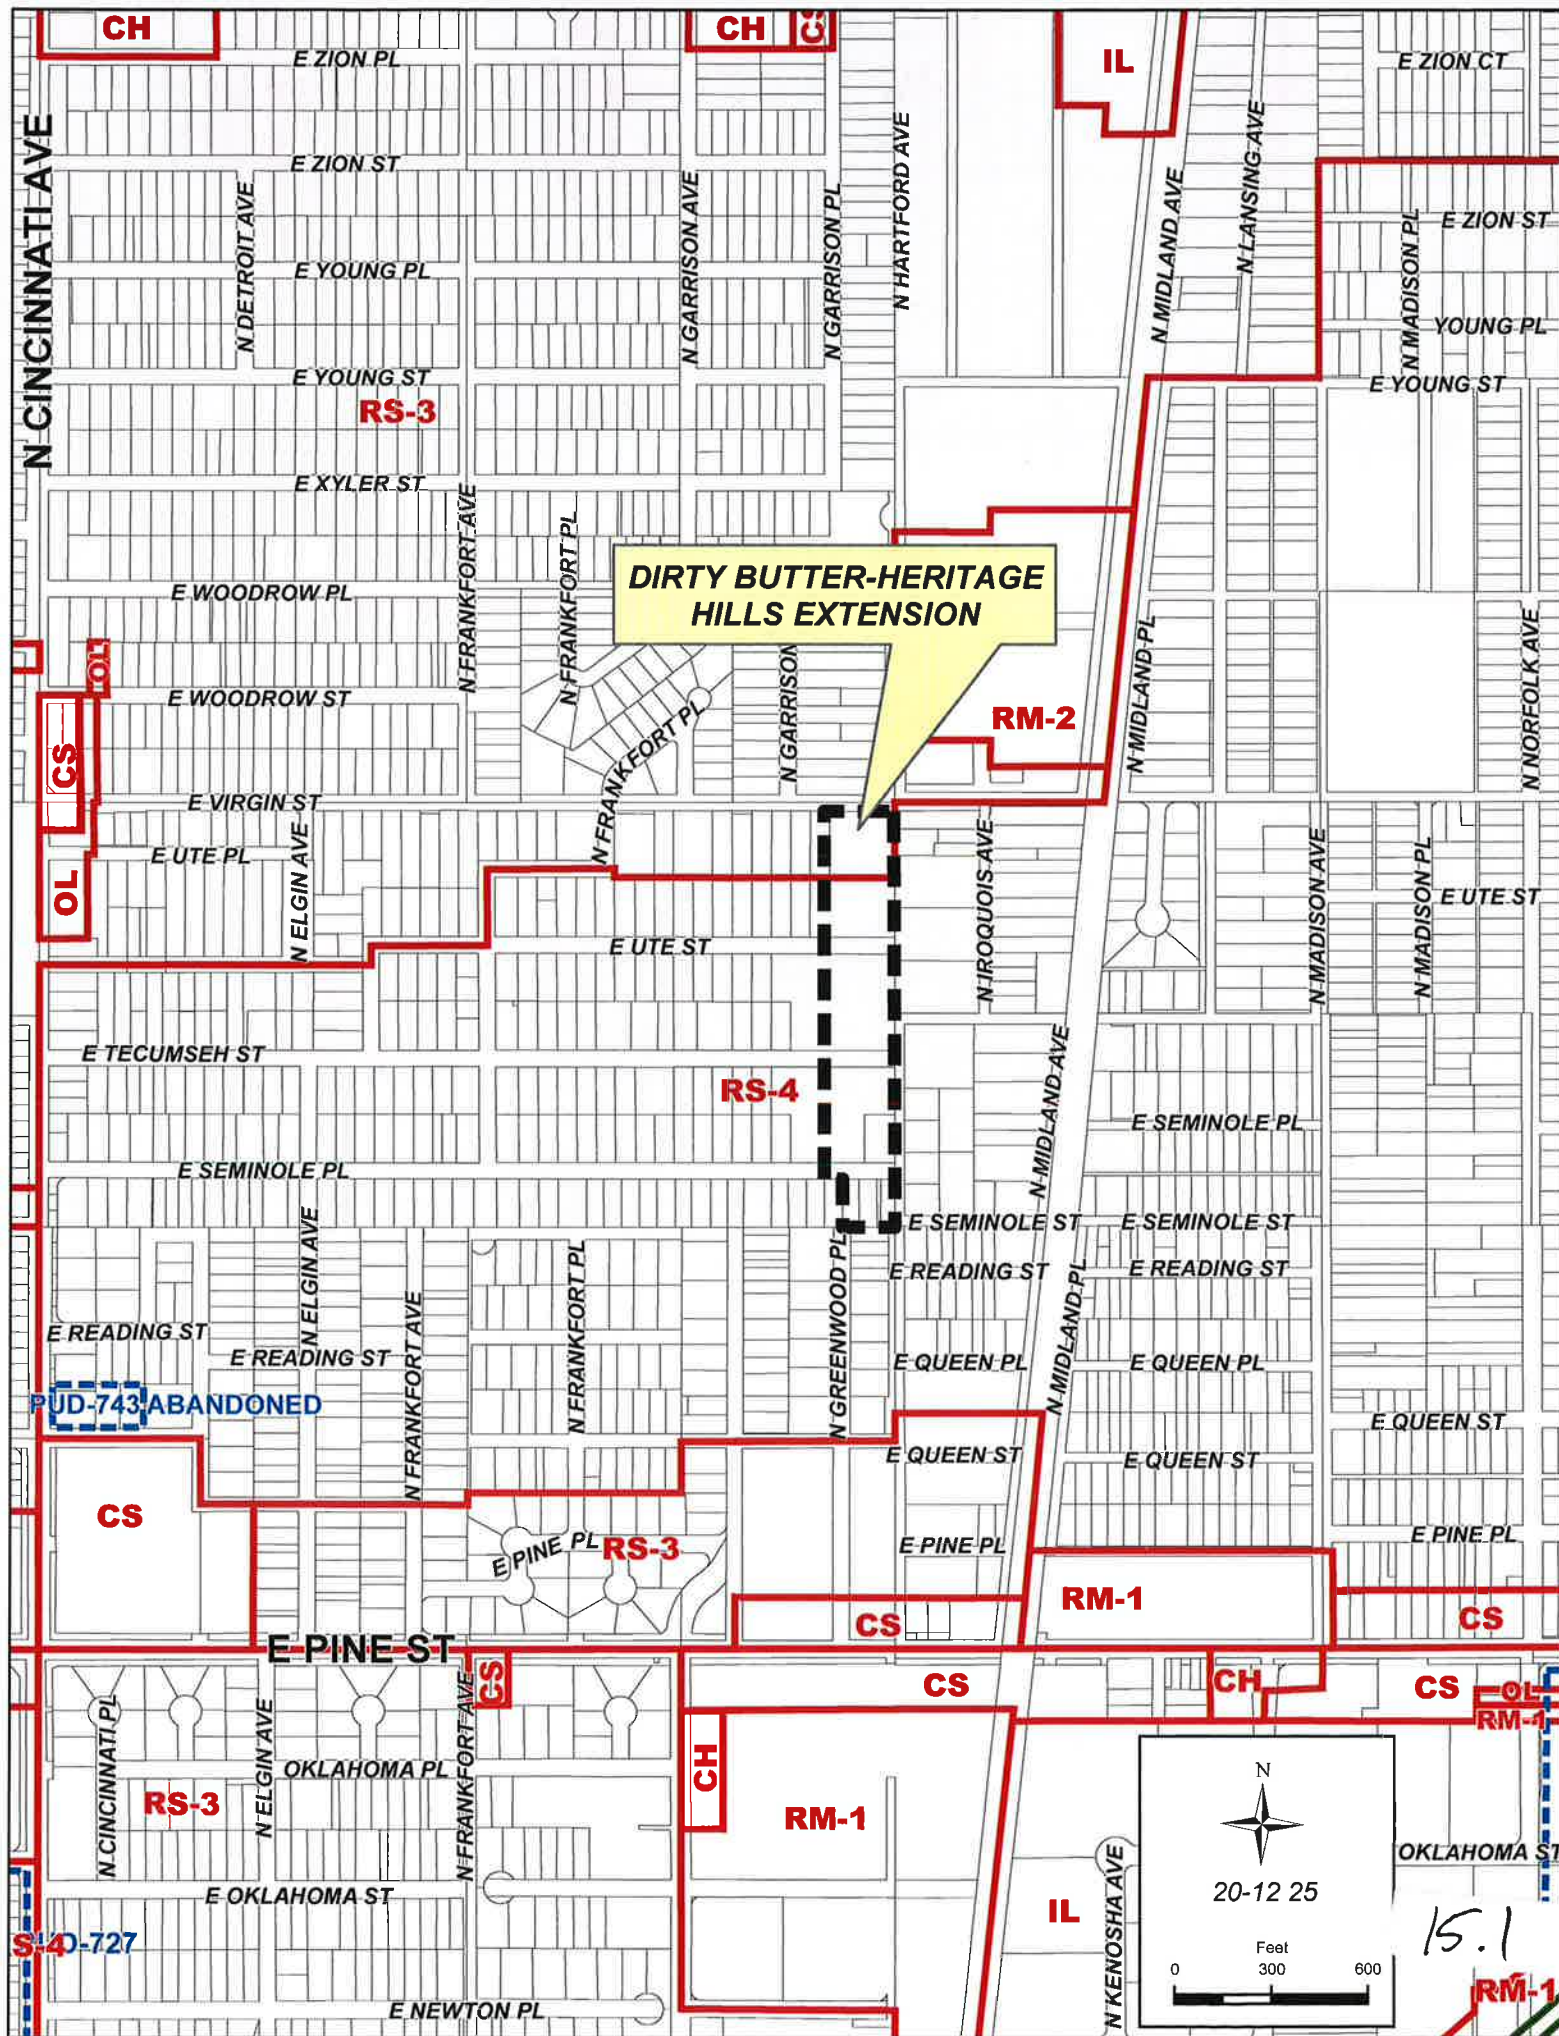 CH
CH
CS
IL
E ZION PL
E ZION CT
N CINCINNATI AVE
E ZION ST
N DETROIT AVE
N GARRISON AVE
N GARRISON PL
N HARTFORD AVE
N MIDLAND AVE
N LANSING AVE
N MADISON PL
E ZION ST
E YOUNG PL
YOUNG PL
E YOUNG ST
E YOUNG ST
RS-3
E XYLER ST
N FRANKFORT AVE
N FRANKFORT PL
DIRTY BUTTER-HERITAGE
HILLS EXTENSION
E WOODROW PL
N MIDLAND PL
N NORFOLK AVE
OL
E WOODROW ST
N FRANKFORT PL
N GARRISON
RM-2
CS
E VIRGIN ST
N ELGIN AVE
E UTE PL
OL
N IROQUOIS AVE
N MADISON AVE
N MADISON PL
E UTE ST
E UTE ST
E TECUMSEH ST
N MIDLAND AVE
RS-4
E SEMINOLE PL
E SEMINOLE PL
E SEMINOLE ST
E SEMINOLE ST
N ELGIN AVE
N FRANKFORT PL
N GREENWOOD PL
E READING ST
E READING ST
N MIDLAND PL
E READING ST
E READING ST
N FRANKFORT AVE
E QUEEN PL
E QUEEN PL
PUD-743 ABANDONED
E QUEEN ST
E QUEEN ST
E QUEEN ST
CS
E PINE PL
RS-3
E PINE PL
E PINE PL
RM-1
CS
CS
E PINE ST
CS
CS
CH
CS
OL
RM-1
N CINCINNATI PL
N ELGIN AVE
N FRANKFORT AVE
OKLAHOMA PL
CH
RS-3
RM-1
N
20-12 25
Feet
0 300 600
OKLAHOMA ST
E OKLAHOMA ST
IL
N KENOSHA AVE
15.1
S-4
D-727
E NEWTON PL
RM-1